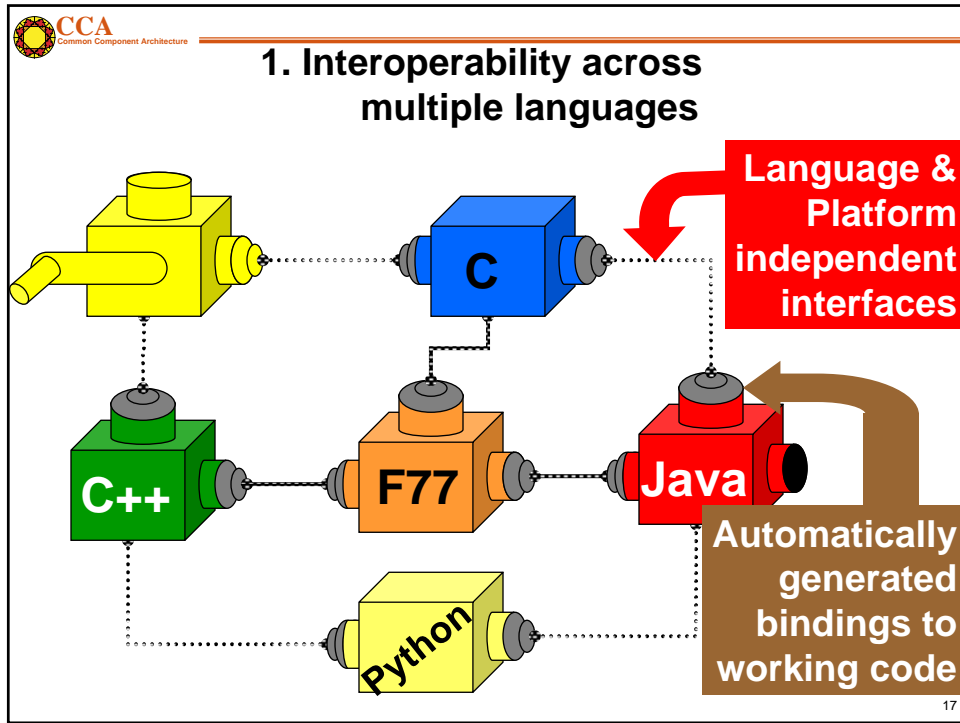 CCA
Common Component Architecture
1. Interoperability across
multiple languages
Language &
Platform
independent
interfaces
C
C++
F77
Java
Python
Automatically
generated
bindings to
working code
17